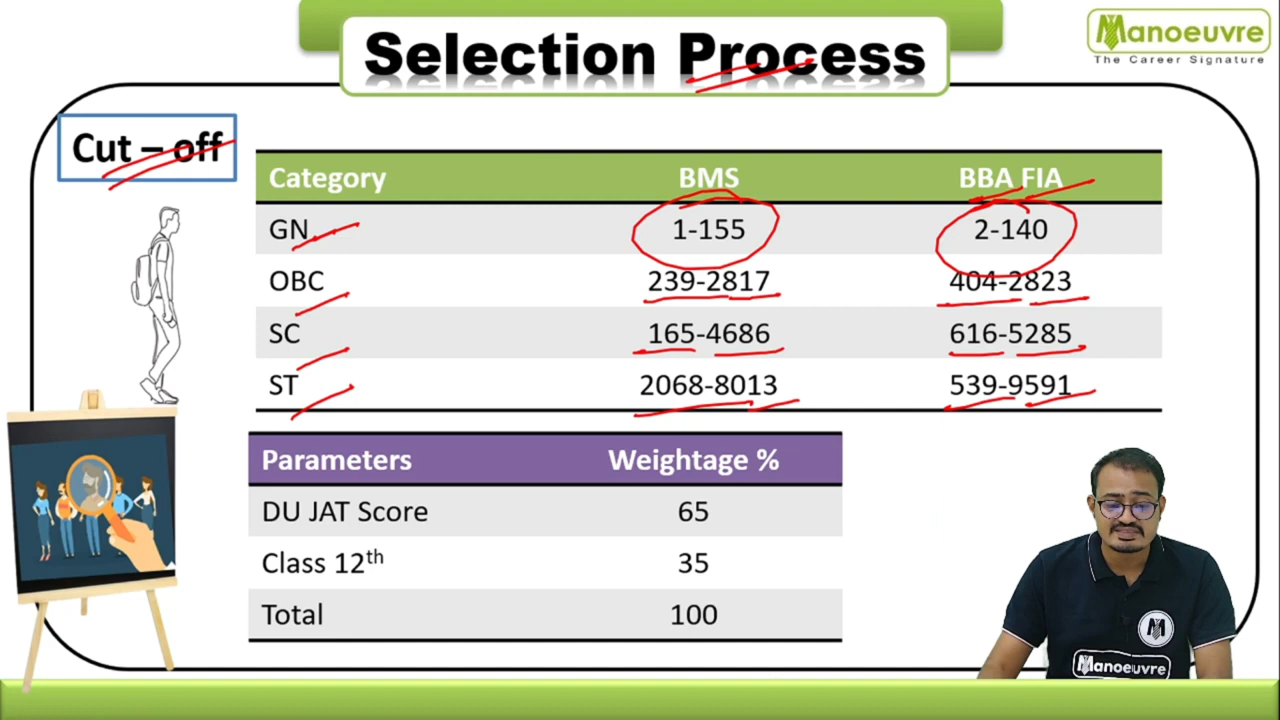 Selection Process
Manoeuvre
The Career Signature
Cut – off
Category BMS BBA FIA
GN 1-155 2-140
OBC 239-2817 404-2823
SC 165-4686 616-5285
ST 2068-8013 539-9591
Parameters Weightage %
DU JAT Score 65
Class 12th 35
Total 100
M
Manoeuvre